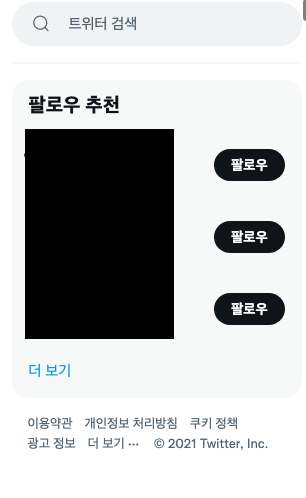 트위터 검색
팔로우 추천
팔로우
팔로우
팔로우
더 보기
이용약관 개인정보 처리방침 쿠키 정책
광고 정보 더 보기 ··· © 2021 Twitter, Inc.